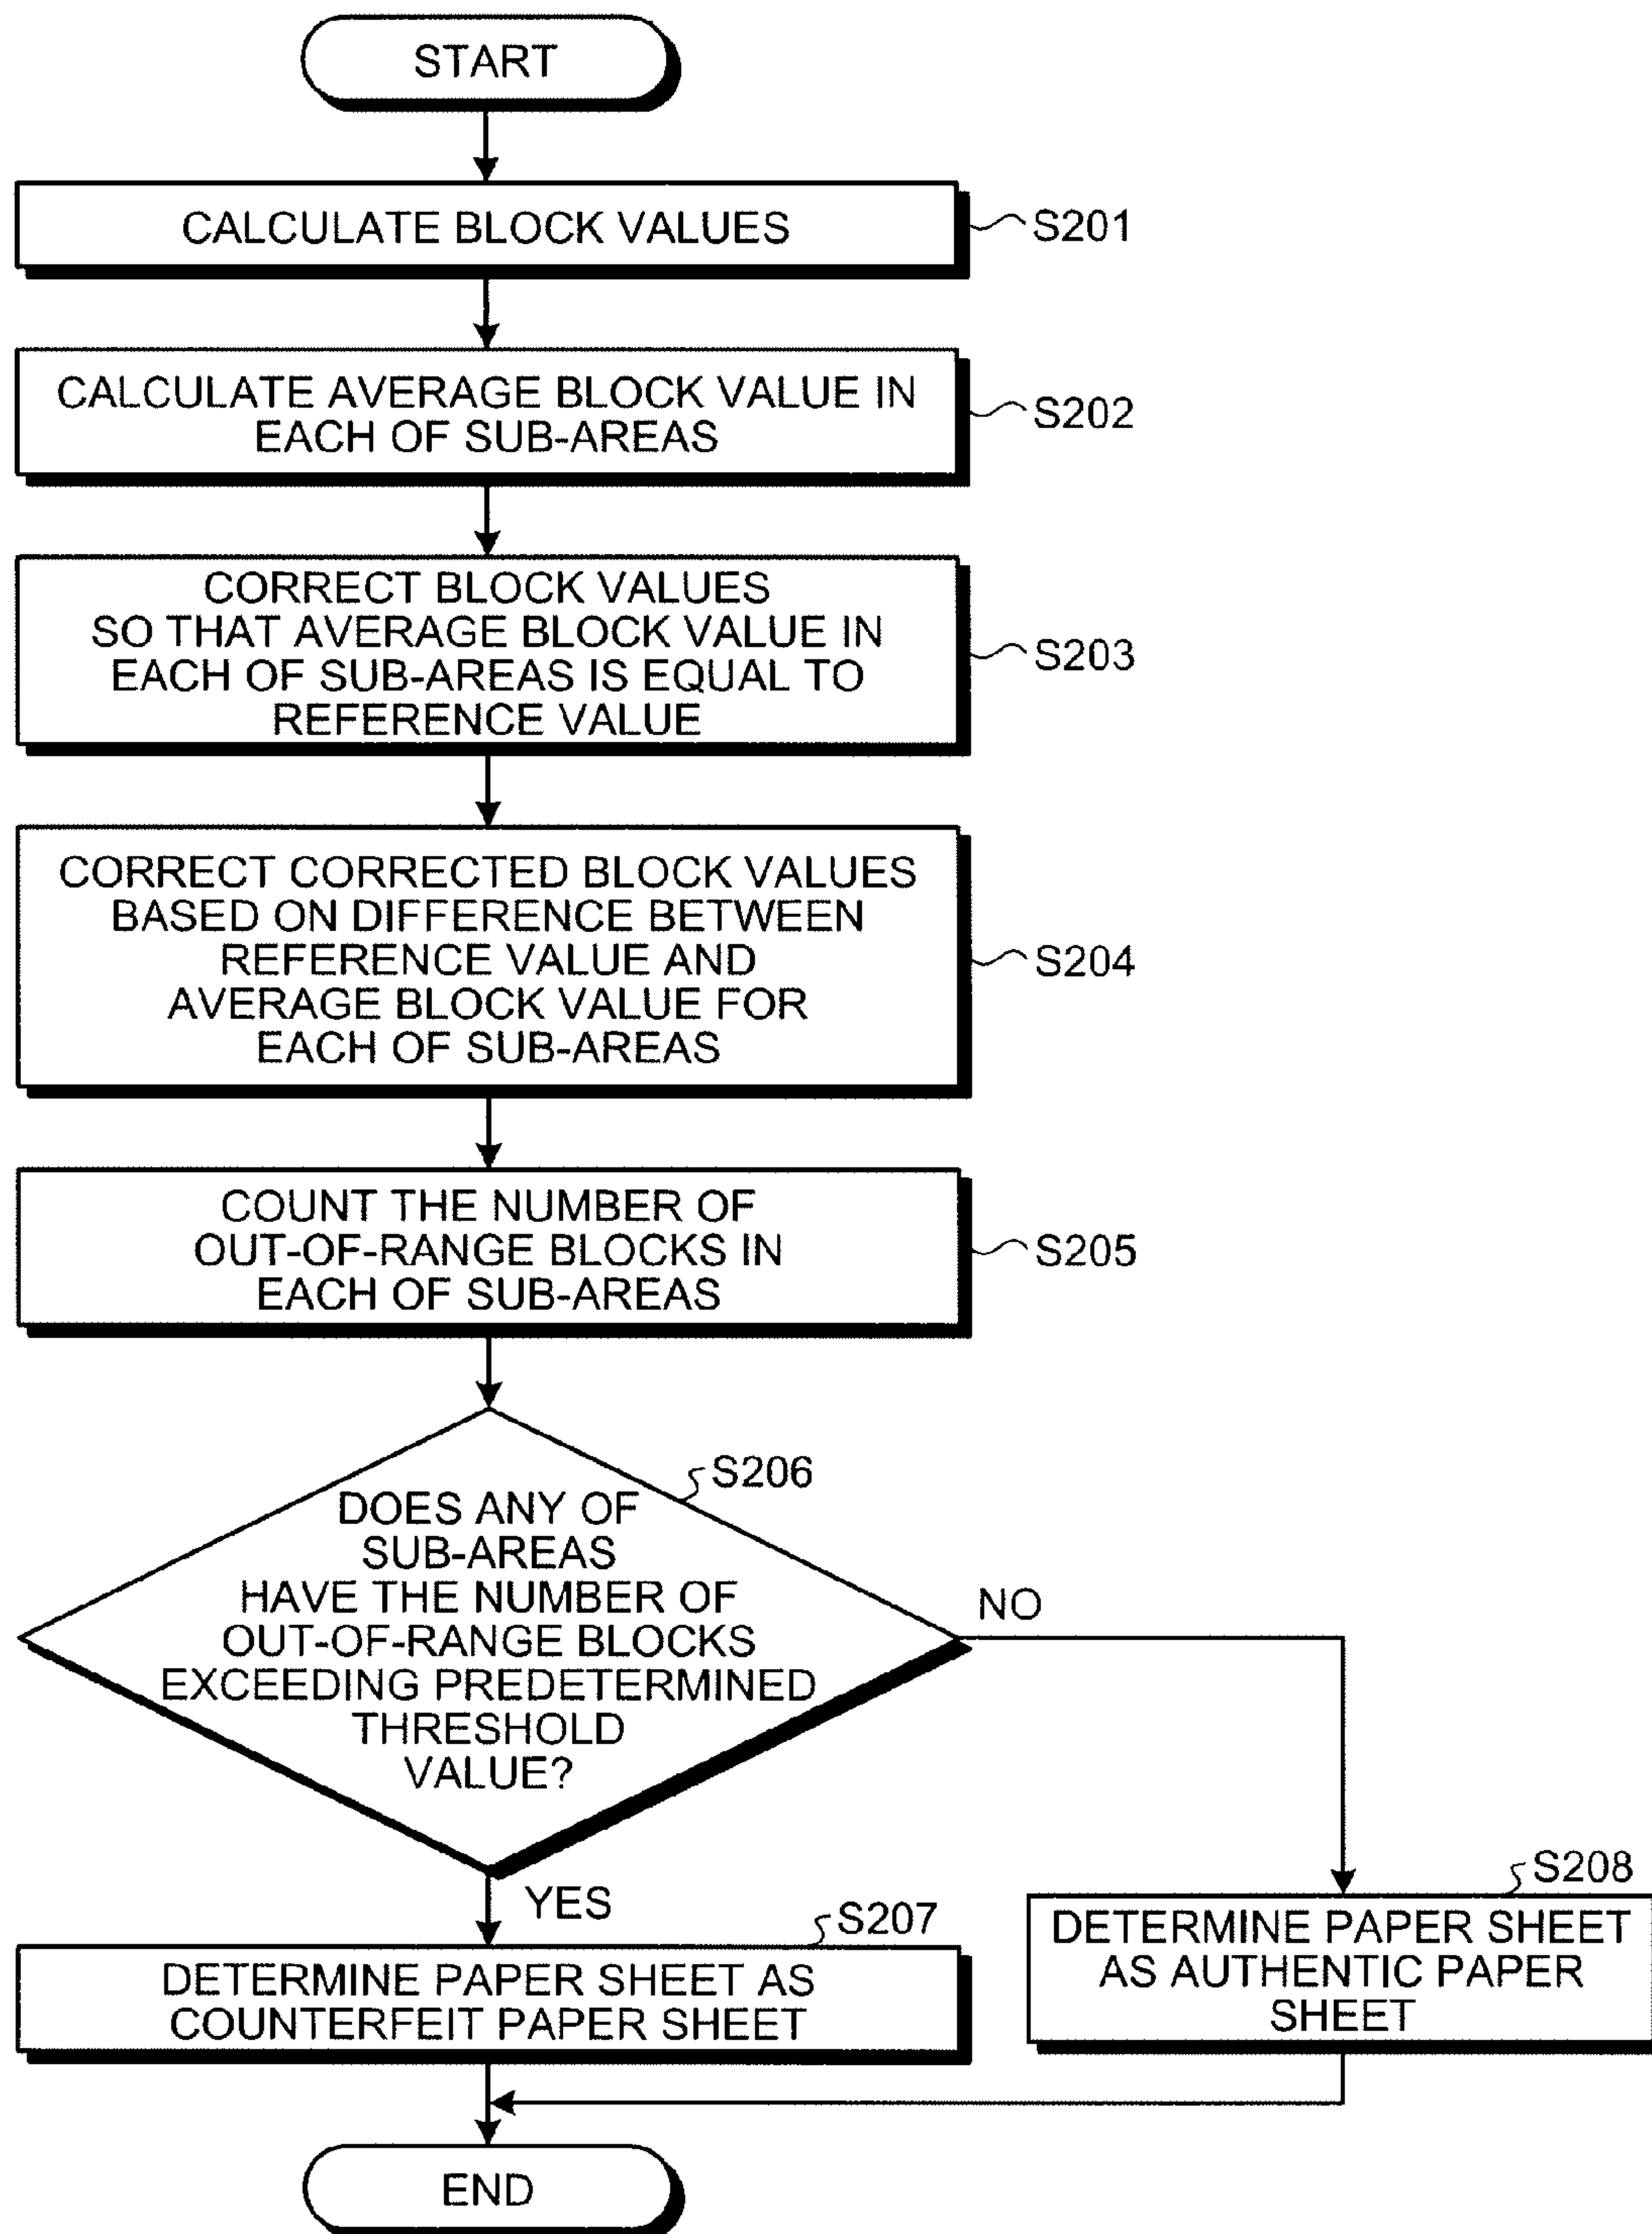 START
CALCULATE BLOCK VALUES
S201
CALCULATE AVERAGE BLOCK VALUE IN
EACH OF SUB-AREAS
S202
CORRECT BLOCK VALUES
SO THAT AVERAGE BLOCK VALUE IN
EACH OF SUB-AREAS IS EQUAL TO
REFERENCE VALUE
S203
CORRECT CORRECTED BLOCK VALUES
BASED ON DIFFERENCE BETWEEN
REFERENCE VALUE AND
AVERAGE BLOCK VALUE FOR
EACH OF SUB-AREAS
S204
COUNT THE NUMBER OF
OUT-OF-RANGE BLOCKS IN
EACH OF SUB-AREAS
S205
S206
DOES ANY OF
SUB-AREAS
HAVE THE NUMBER OF
OUT-OF-RANGE BLOCKS
EXCEEDING PREDETERMINED
THRESHOLD
VALUE?
NO
YES
S207
DETERMINE PAPER SHEET AS
COUNTERFEIT PAPER SHEET
S208
DETERMINE PAPER SHEET
AS AUTHENTIC PAPER
SHEET
END